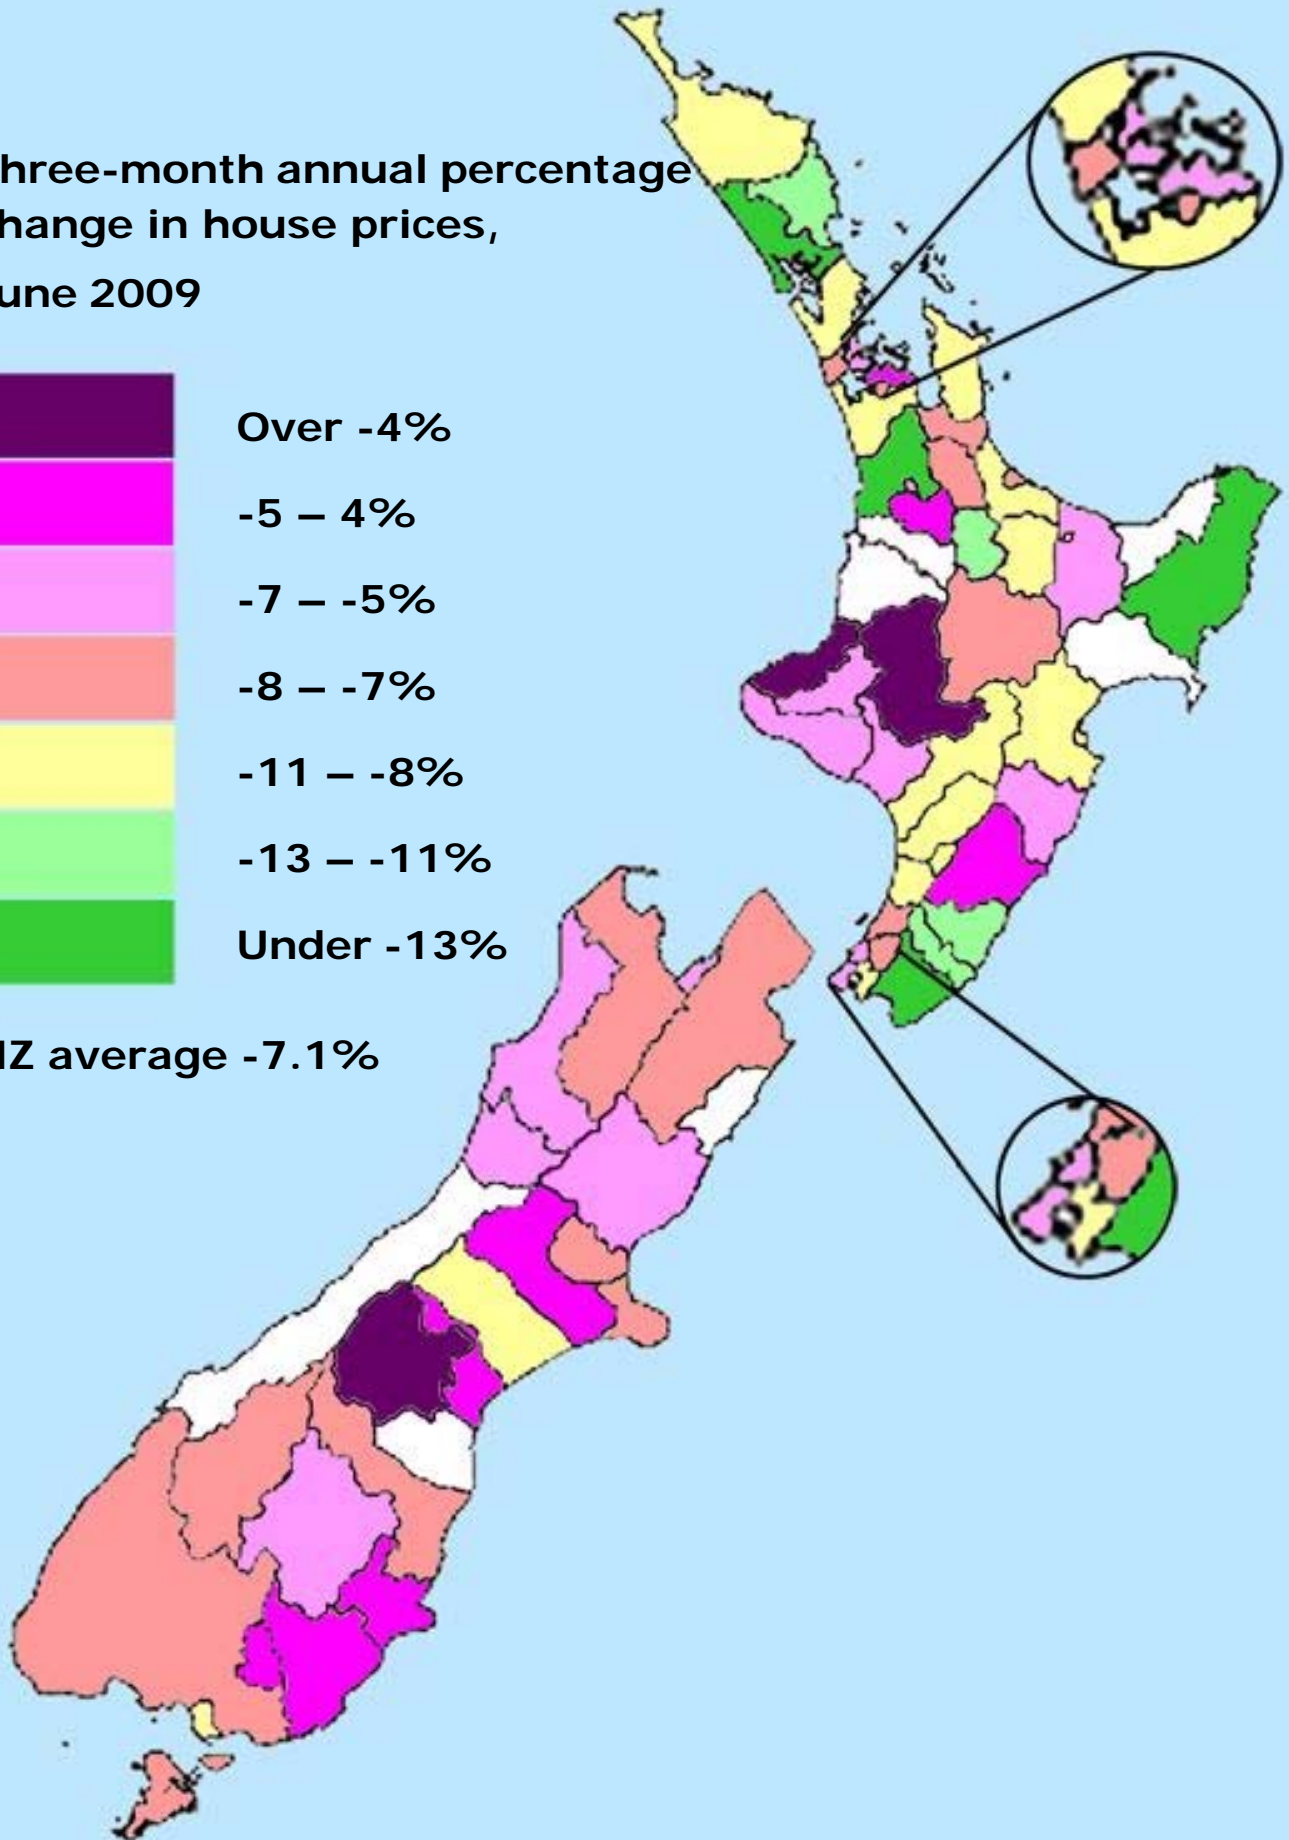 hree-month annual percentage
hange in house prices,
une 2009
Over -4%
-5 – 4%
-7 – -5%
-8 – -7%
-11 – -8%
-13 – -11%
Under -13%
IZ average -7.1%